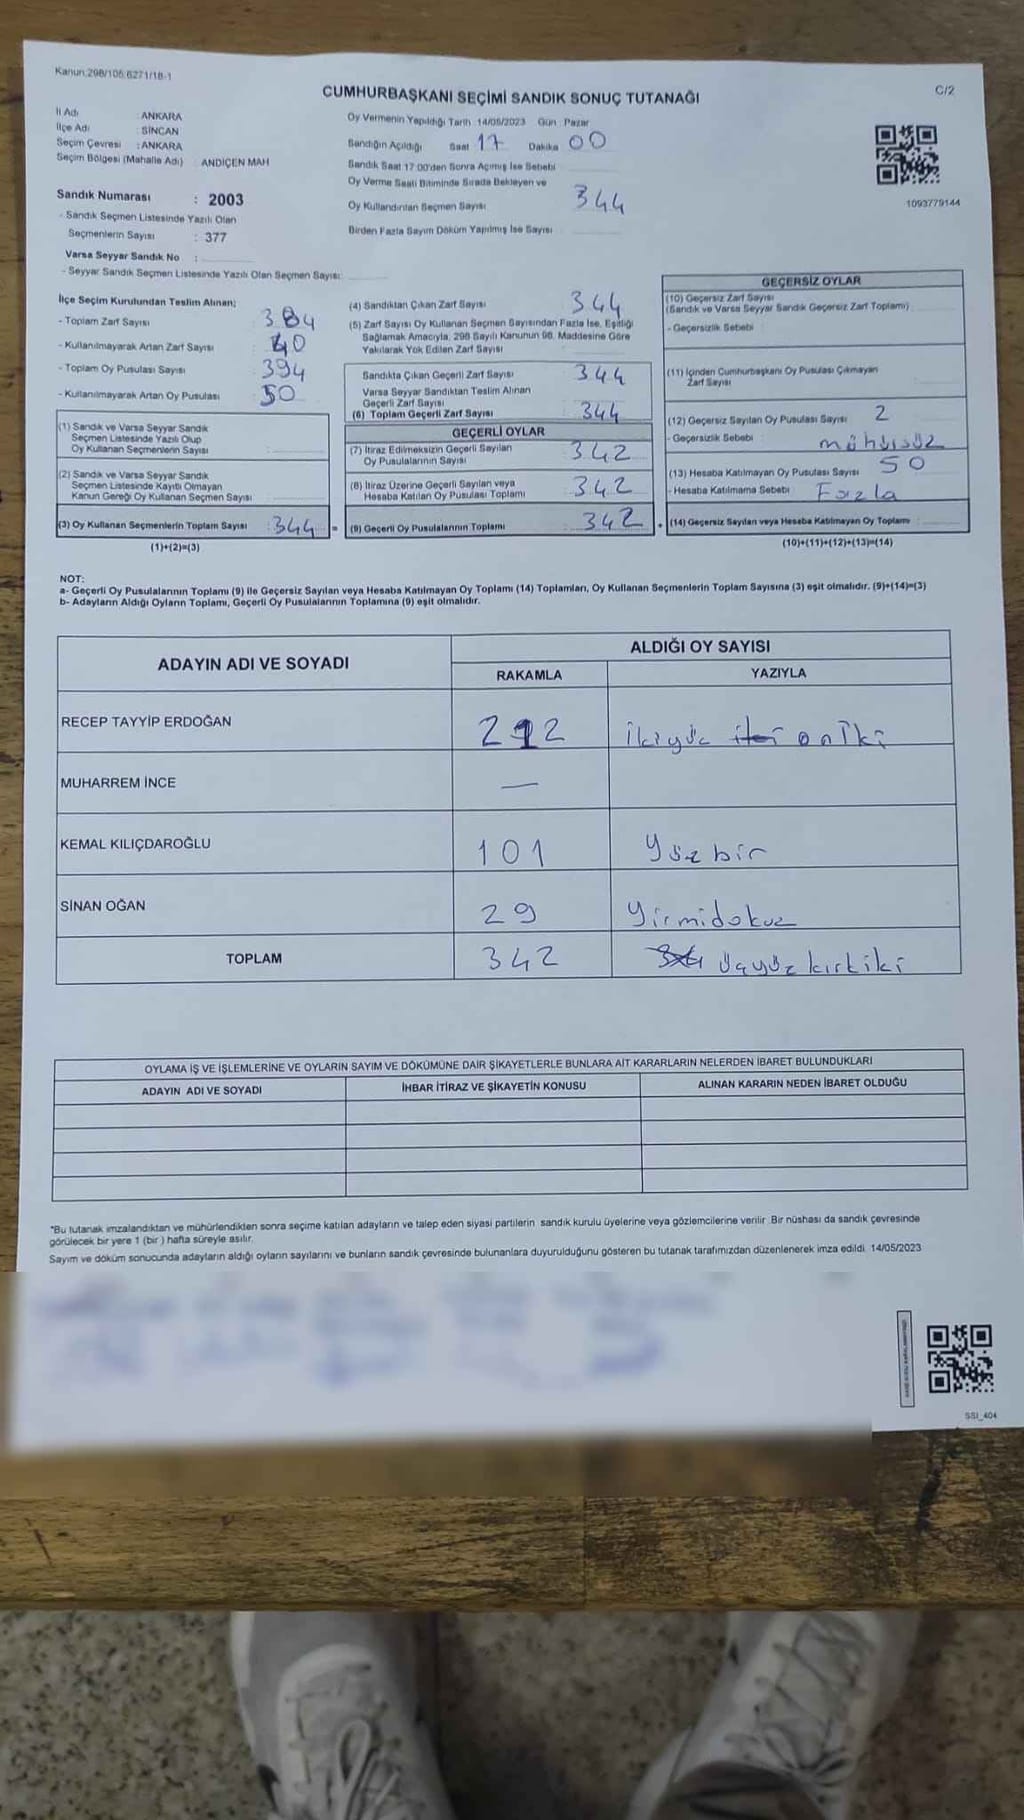 Kanun:298/105,6271/18-1
C/2
CUMHURBAŞKANI SEÇİMİ SANDIK SONUÇ TUTANAĞI
İl Adı : ANKARA
İlçe Adı : SİNCAN
Seçim Çevresi : ANKARA
Seçim Bölgesi (Mahalle Adı) : ANDİÇEN MAH
Sandık Numarası : 2003
- Sandık Seçmen Listesinde Yazılı Olan
Seçmenlerin Sayısı : 377
Varsa Seyyar Sandık No :
- Seyyar Sandık Seçmen Listesinde Yazılı Olan Seçmen Sayısı:
Oy Vermenin Yapıldığı Tarih 14/05/2023 Gün Pazar
Sandığın Açıldığı Saat 17 Dakika 00
Sandık Saat 17:00'den Sonra Açılmış İse Sebebi
Oy Verme Saati Bitiminde Sırada Bekleyen ve
Oy Kullandırılan Seçmen Sayısı 344
Birden Fazla Sayım Döküm Yapılmış İse Sayısı
1093779144
İlçe Seçim Kurulundan Teslim Alınan;
- Toplam Zarf Sayısı 384
- Kullanılmayarak Artan Zarf Sayısı 40
- Toplam Oy Pusulası Sayısı 394
- Kullanılmayarak Artan Oy Pusulası 50
(1) Sandık ve Varsa Seyyar Sandık
Seçmen Listesinde Yazılı Olup
Oy Kullanan Seçmenlerin Sayısı
(2) Sandık ve Varsa Seyyar Sandık
Seçmen Listesinde Kayıtlı Olmayan
Kanun Gereği Oy Kullanan Seçmen Sayısı
(3) Oy Kullanan Seçmenlerin Toplam Sayısı : 344 =
(1)+(2)=(3)
(4) Sandıktan Çıkan Zarf Sayısı 344
(5) Zarf Sayısı Oy Kullanan Seçmen Sayısından Fazla İse, Eşitliği
Sağlamak Amacıyla, 298 Sayılı Kanunun 98. Maddesine Göre
Yakılarak Yok Edilen Zarf Sayısı
Sandıkta Çıkan Geçerli Zarf Sayısı 344
Varsa Seyyar Sandıktan Teslim Alınan
Geçerli Zarf Sayısı
(6) Toplam Geçerli Zarf Sayısı 344
GEÇERLİ OYLAR
(7) İtiraz Edilmeksizin Geçerli Sayılan
Oy Pusulalarının Sayısı 342
(8) İtiraz Üzerine Geçerli Sayılan veya
Hesaba Katılan Oy Pusulası Toplamı 342
(9) Geçerli Oy Pusulalarının Toplamı 342
GEÇERSİZ OYLAR
(10) Geçersiz Zarf Sayısı
(Sandık ve Varsa Seyyar Sandık Geçersiz Zarf Toplamı)
- Geçersizlik Sebebi :
(11) İçinden Cumhurbaşkanı Oy Pusulası Çıkmayan
Zarf Sayısı
(12) Geçersiz Sayılan Oy Pusulası Sayısı 2
- Geçersizlik Sebebi : mühürsüz
(13) Hesaba Katılmayan Oy Pusulası Sayısı 50
- Hesaba Katılmama Sebebi : Fazla
(14) Geçersiz Sayılan veya Hesaba Katılmayan Oy Toplamı :
(10)+(11)+(12)+(13)=(14)
NOT:
a- Geçerli Oy Pusulalarının Toplamı (9) ile Geçersiz Sayılan veya Hesaba Katılmayan Oy Toplamı (14) Toplamları, Oy Kullanan Seçmenlerin Toplam Sayısına (3) eşit olmalıdır. (9)+(14)=(3)
b- Adayların Aldığı Oyların Toplamı, Geçerli Oy Pusulalarının Toplamına (9) eşit olmalıdır.
ADAYIN ADI VE SOYADI
ALDIĞI OY SAYISI
RAKAMLA YAZIYLA
RECEP TAYYİP ERDOĞAN 212 ikiyüz iki oniki
MUHARREM İNCE —
KEMAL KILIÇDAROĞLU 101 Yüzbir
SİNAN OĞAN 29 Yirmidokuz
TOPLAM 342 üçyüz kırkiki
OYLAMA İŞ VE İŞLEMLERİNE VE OYLARIN SAYIM VE DÖKÜMÜNE DAİR ŞİKAYETLERLE BUNLARA AİT KARARLARIN NELERDEN İBARET BULUNDUKLARI
ADAYIN ADI VE SOYADI İHBAR İTİRAZ VE ŞİKAYETİN KONUSU ALINAN KARARIN NEDEN İBARET OLDUĞU
*Bu tutanak imzalandıktan ve mühürlendikten sonra seçime katılan adayların ve talep eden siyasi partilerin sandık kurulu üyelerine veya gözlemcilerine verilir. Bir nüshası da sandık çevresinde
görülecek bir yere 1 (bir) hafta süreyle asılır.
Sayım ve döküm sonucunda adayların aldığı oyların sayılarını ve bunların sandık çevresinde bulunanlara duyurulduğunu gösteren bu tutanak tarafımızdan düzenlenerek imza edildi. 14/05/2023
SSI_404